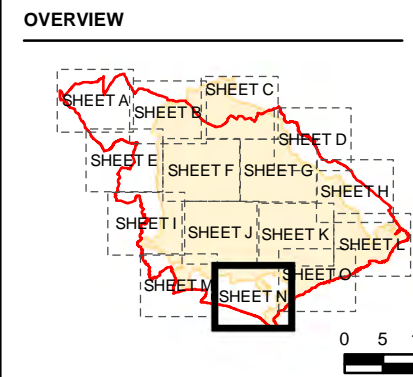 OVERVIEW
SHEET A
SHEET B
SHEET C
SHEET D
SHEET E
SHEET F
SHEET G
SHEET H
SHEET I
SHEET J
SHEET K
SHEET L
SHEET M
SHEET N
SHEET O
0 5